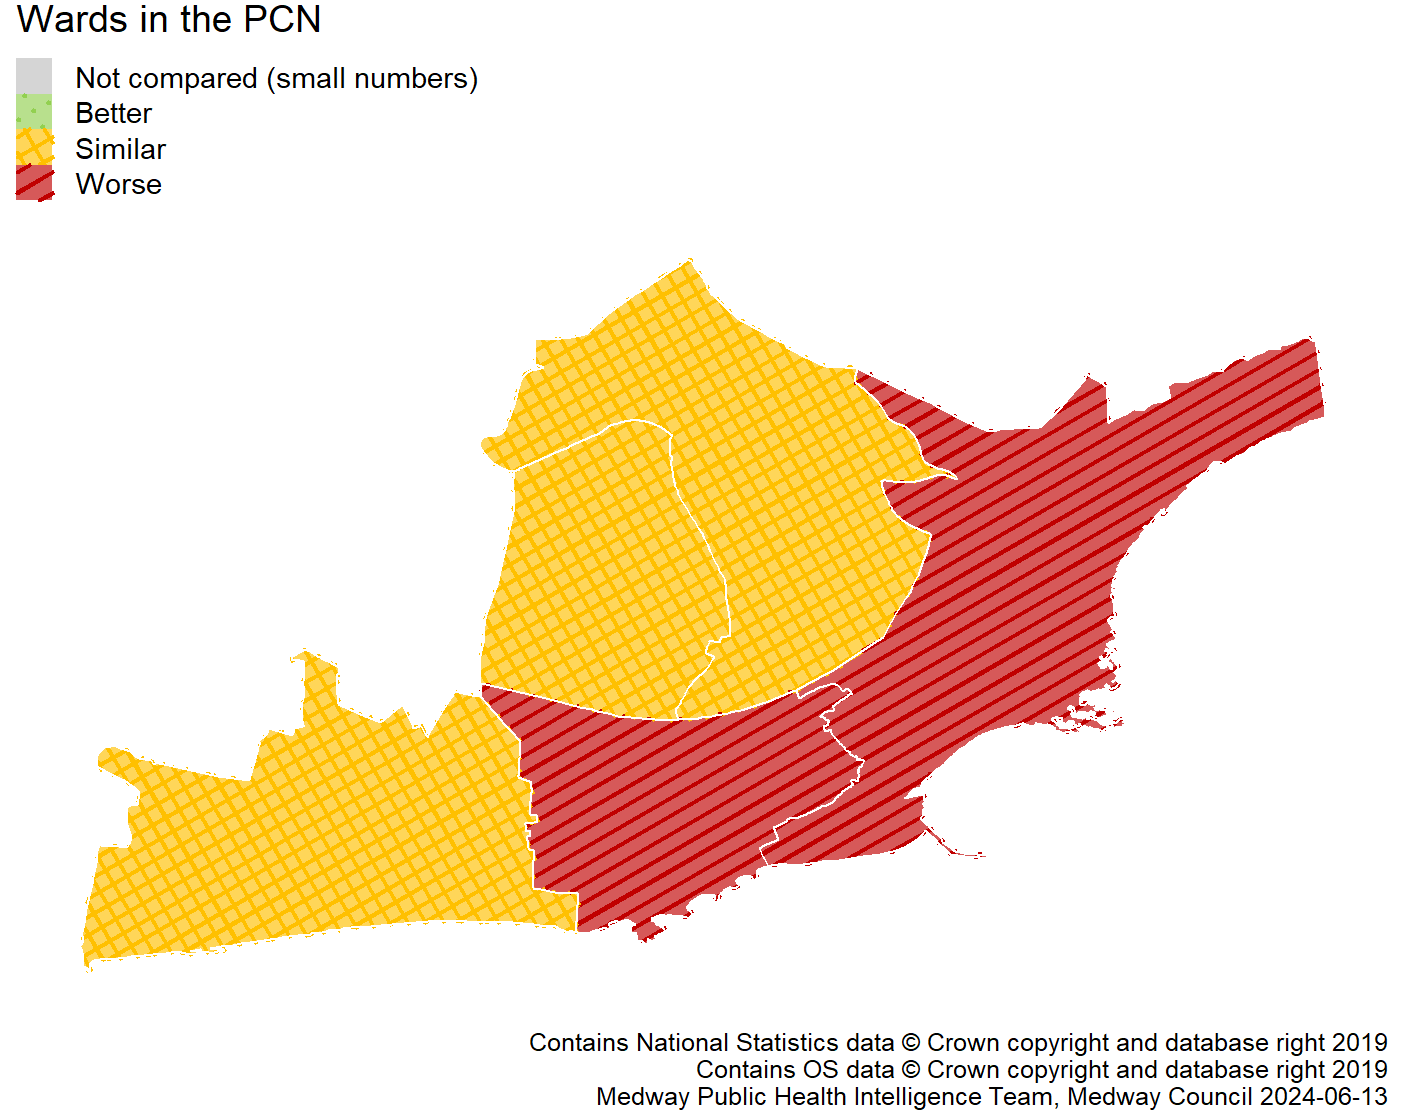 Wards in the PCN
Not compared (small numbers)
Better
Similar
Worse
Contains National Statistics data © Crown copyright and database right 2019
Contains OS data © Crown copyright and database right 2019
Medway Public Health Intelligence Team, Medway Council 2024-06-13